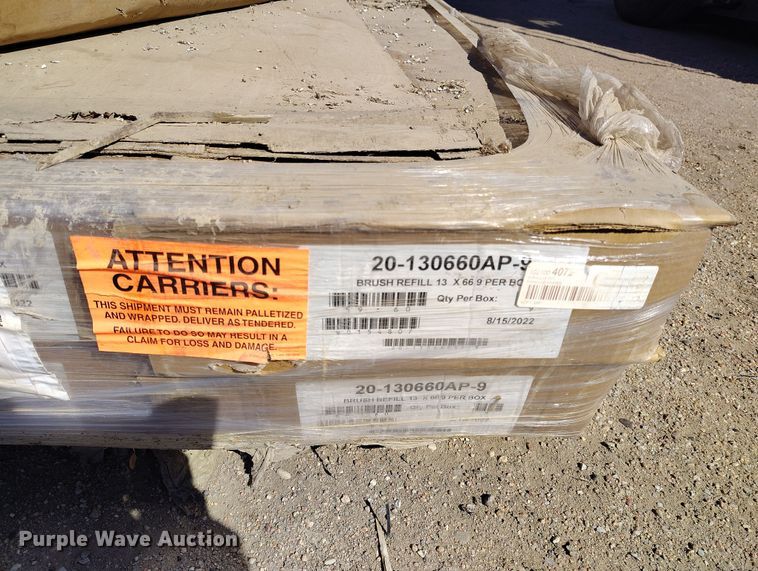 ATTENTION
CARRIERS:
THIS SHIPMENT MUST REMAIN PALLETIZED
AND WRAPPED. DELIVER AS TENDERED.
FAILURE TO DO SO MAY RESULT IN A
CLAIM FOR LOSS AND DAMAGE.
20-130660AP-9
BRUSH REFILL 13 X 66 9 PER BOX
Qty Per Box:
8/15/2022
20-130660AP-9
BRUSH REFILL 13 X 66 9 PER BOX
Qty Per Box:
Purple Wave Auction